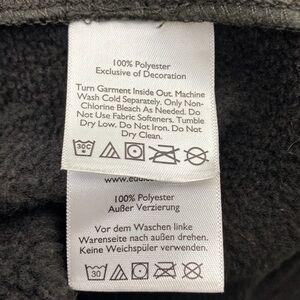 100% Polyester
Exclusive of Decoration
Turn Garment Inside Out. Machine
Wash Cold Separately. Only Non-
Chlorine Bleach As Needed. Do
Not Use Fabric Softeners. Tumble
Dry Low. Do Not Iron. Do Not
Dry Clean.
30C
100% Polyester
Außer Verzierung
Vor dem Waschen linke
Warenseite nach außen drehen.
Keine Weichspüler verwenden.
30